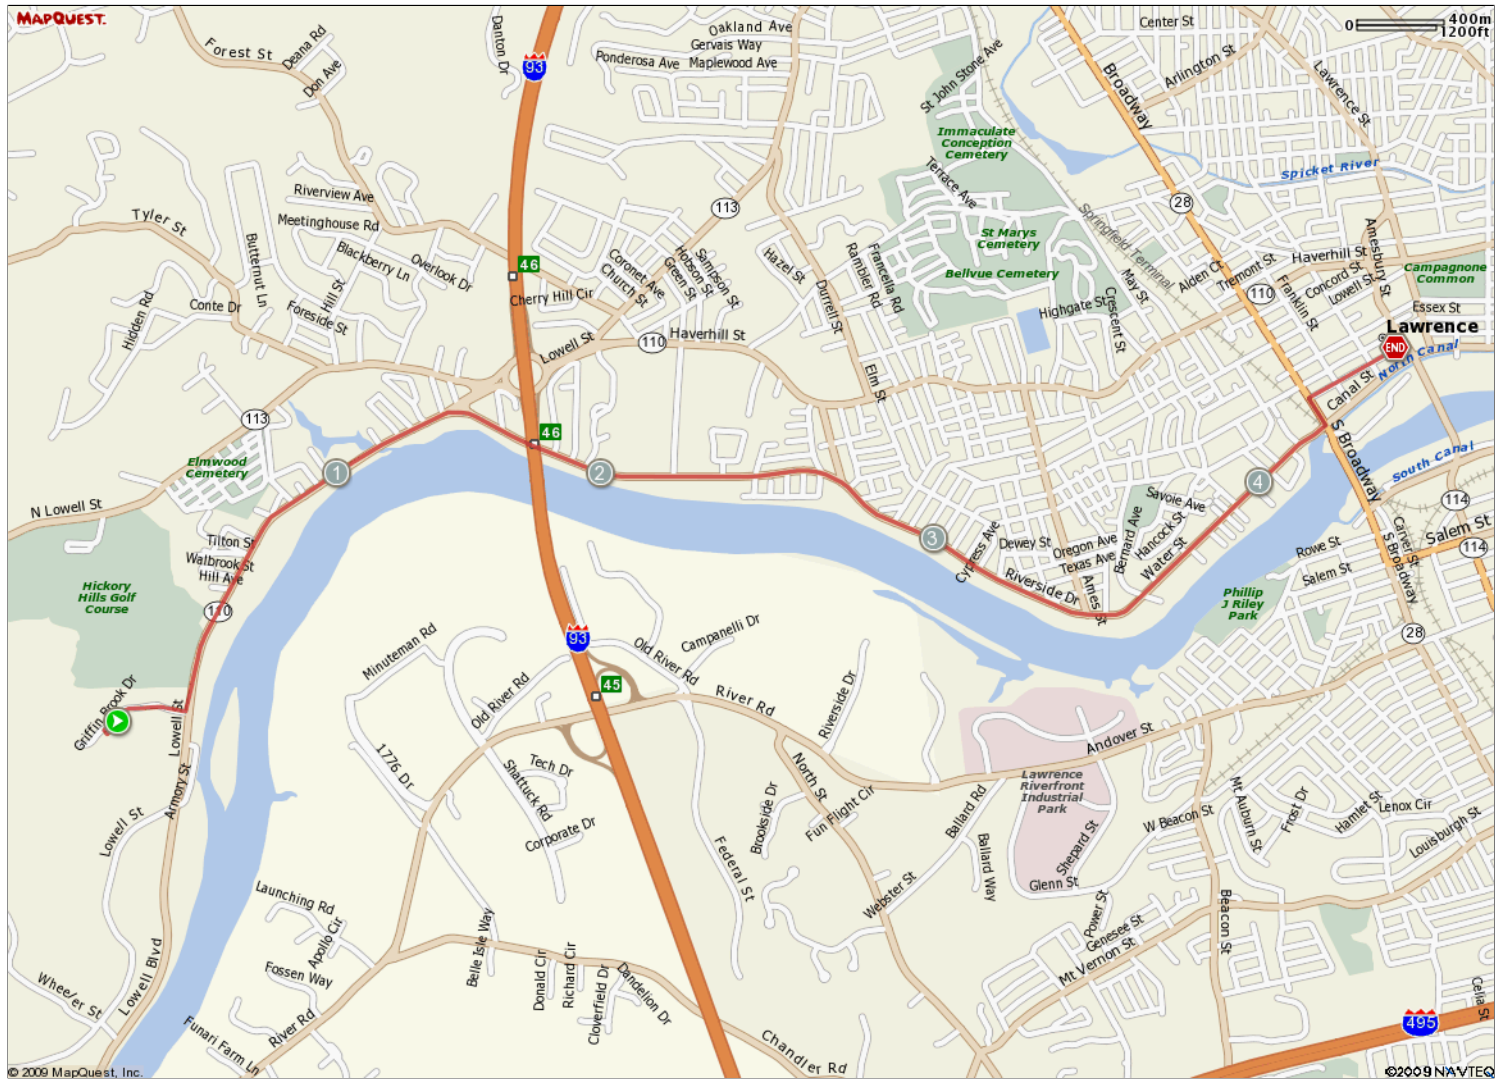 MAPQUEST.
Forest St
Deana Rd
Don Ave
93
Danton Dr
Oakland Ave
Gervais Way
Ponderosa Ave
Maplewood Ave
St John Stone Ave
Broadway
Center St
Arlington St
Lawrence St
0
400m
1200ft
Immaculate
Conception
Cemetery
Terrace Ave
Spicket River
Riverview Ave
Meetinghouse Rd
Tyler St
Butternut Ln
Blackberry Ln
Overlook Dr
113
28
Springfield Terminal
St Marys
Cemetery
Bellvue Cemetery
Amesbury St
Haverhill St
Campagnone
Common
46
Cherry Hill Cir
Coronet Ave
Church St
Green St
Hobson St
Sampson St
Hazel St
Durrell St
Rambler Rd
Francella Rd
Highgate St
Crescent St
May St
Alden Ct
Tremont St
110
Franklin St
Concord St
Lowell St
Essex St
Hidden Rd
Conte Dr
Hill St
Foreside St
Lowell St
110
Haverhill St
Elm St
Lawrence
END
North Canal
Canal St
113
Elmwood
Cemetery
1
46
2
3
4
S Broadway
South Canal
114
N Lowell St
Tilton St
Walbrook St
Hill Ave
110
Hickory
Hills Golf
Course
Cypress Ave
Dewey St
Oregon Ave
Texas Ave
Bernard Ave
Savoie Ave
Hancock St
Water St
Riverside Dr
Ames St
Carver St
S Broadway
Salem St
114
Rowe St
Salem St
Phillip
J Riley
Park
28
Griffin Brook Dr
Lowell St
Armory St
Minuteman Rd
93
Old River Rd
Campanelli Dr
Old River Rd
45
River Rd
Riverside Dr
Andover St
Lawrence
Riverfront
Industrial
Park
1776 Dr
Shattuck Rd
Tech Dr
Corporate Dr
North St
Fun Flight Cir
Brookside Dr
Federal St
Ballard Rd
Ballard Way
Shepard St
Glenn St
W Beacon St
Mt Auburn St
Frost Dr
Hamlet St
Lenox Cir
Louisburgh St
Lowell St
Launching Rd
Apollo Cir
Fossen Way
Belle Isle Way
Webster St
Power St
Genesee St
Mt Vernon St
Beacon St
Wheeler St
Lowell Blvd
Funari Farm Ln
River Rd
Donald Cir
Richard Cir
Cloverfield Dr
Dandelion Dr
Chandler Rd
Celia St
495
© 2009 MapQuest, Inc.
©2009 NAVTEQ